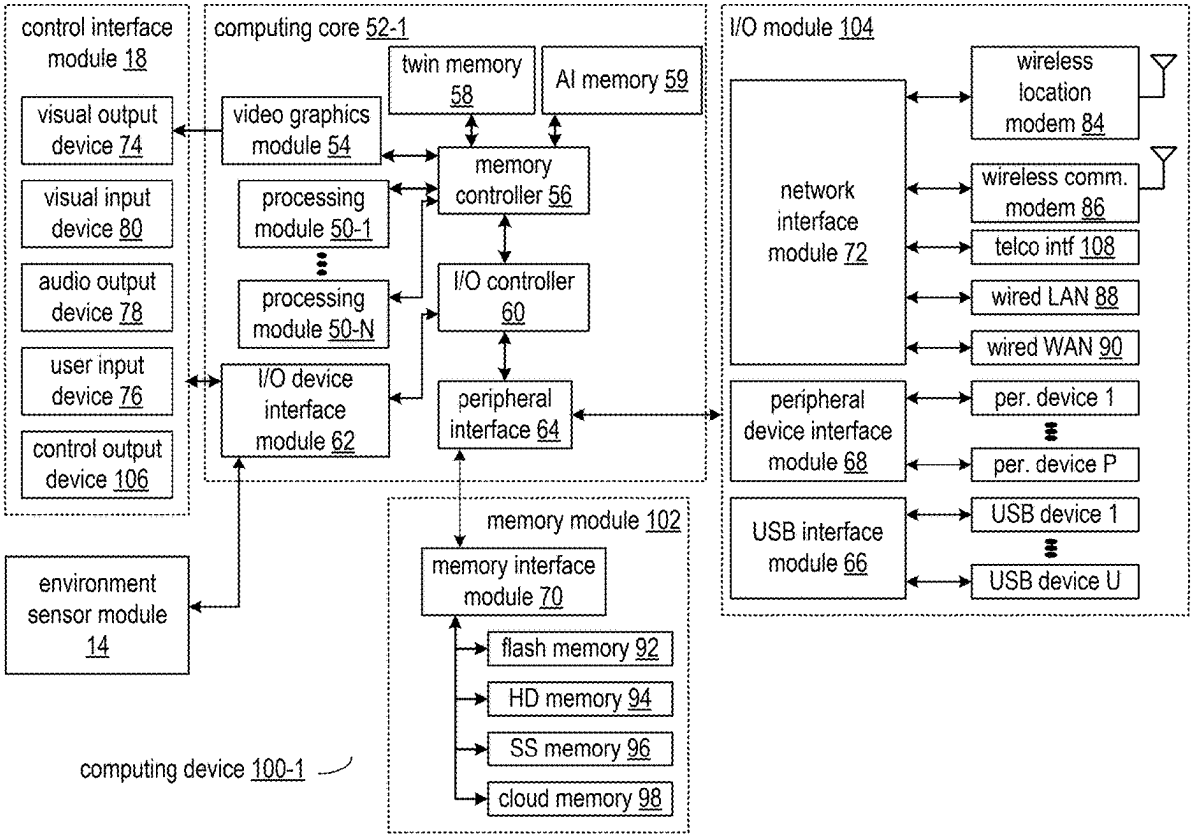 control interface
module 18
visual output
device 74
visual input
device 80
audio output
device 78
user input
device 76
control output
device 106
environment
sensor module
14
computing device 100-1
computing core 52-1
twin memory
58
AI memory 59
video graphics
module 54
memory
controller 56
processing
module 50-1
processing
module 50-N
I/O controller
60
I/O device
interface
module 62
peripheral
interface 64
memory module 102
memory interface
module 70
flash memory 92
HD memory 94
SS memory 96
cloud memory 98
I/O module 104
network
interface
module 72
wireless
location
modem 84
wireless comm.
modem 86
telco intf 108
wired LAN 88
wired WAN 90
peripheral
device interface
module 68
per. device 1
per. device P
USB interface
module 66
USB device 1
USB device U